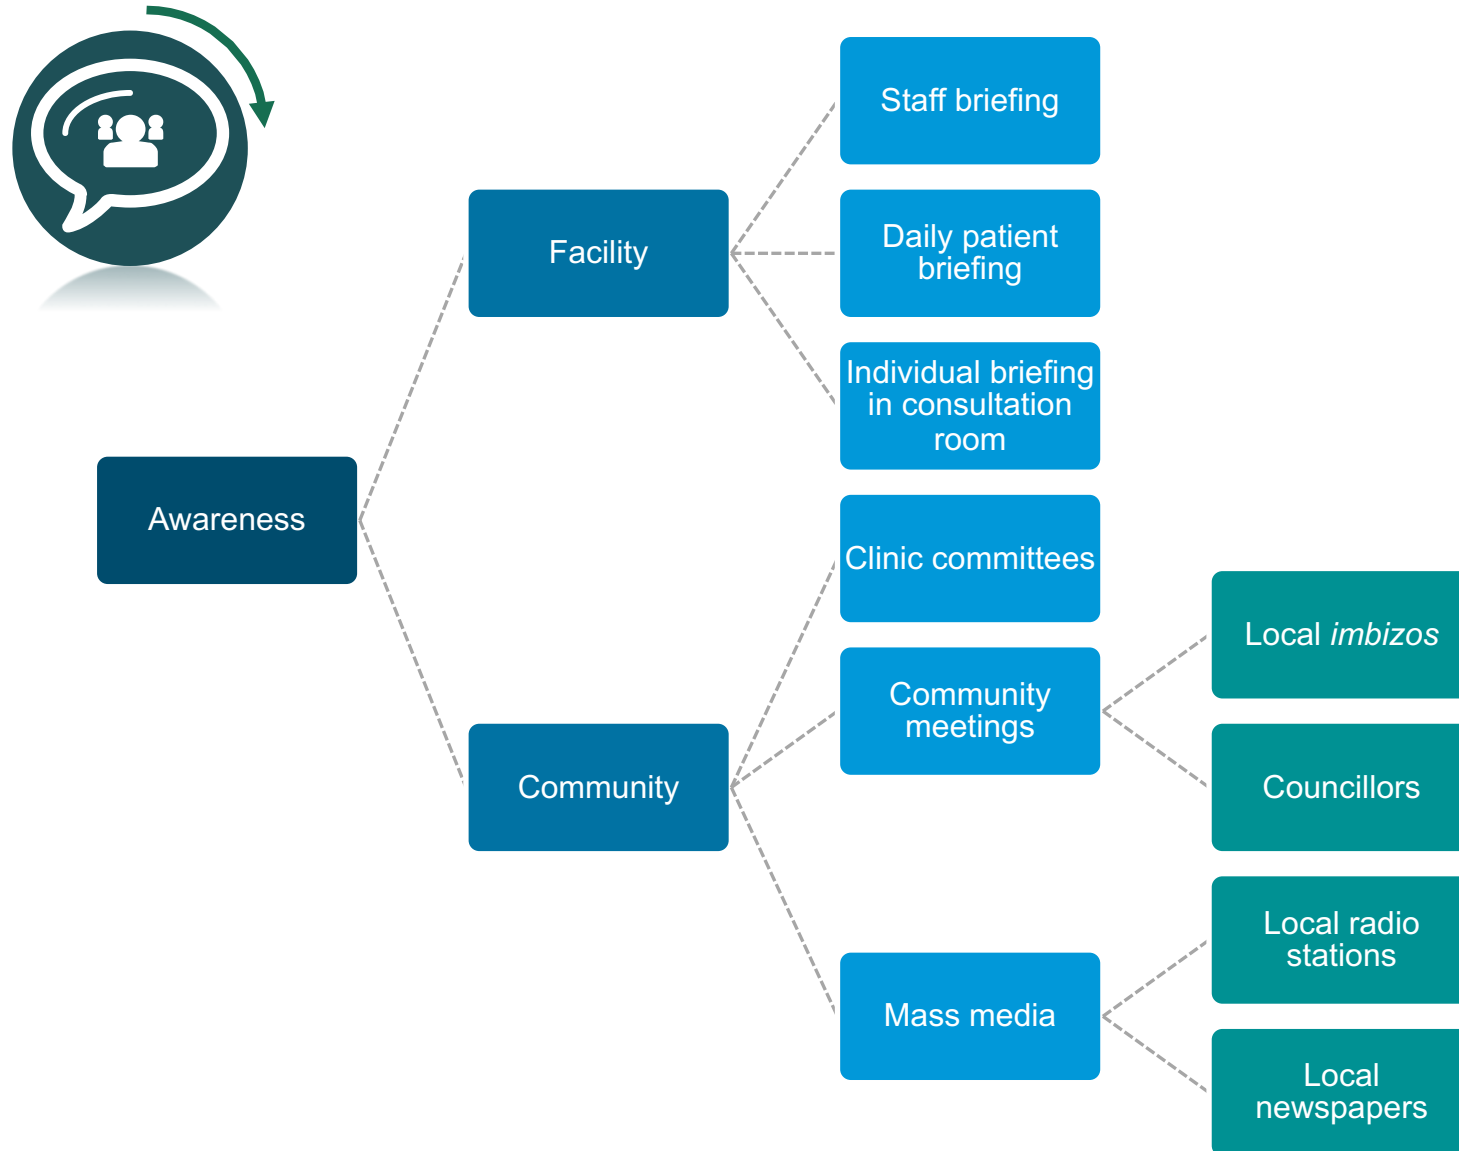 Staff briefing
Facility
Daily patient
briefing
Individual briefing
in consultation
room
Awareness
Clinic committees
Community
meetings
Local imbizos
Councillors
Community
Mass media
Local radio
stations
Local
newspapers